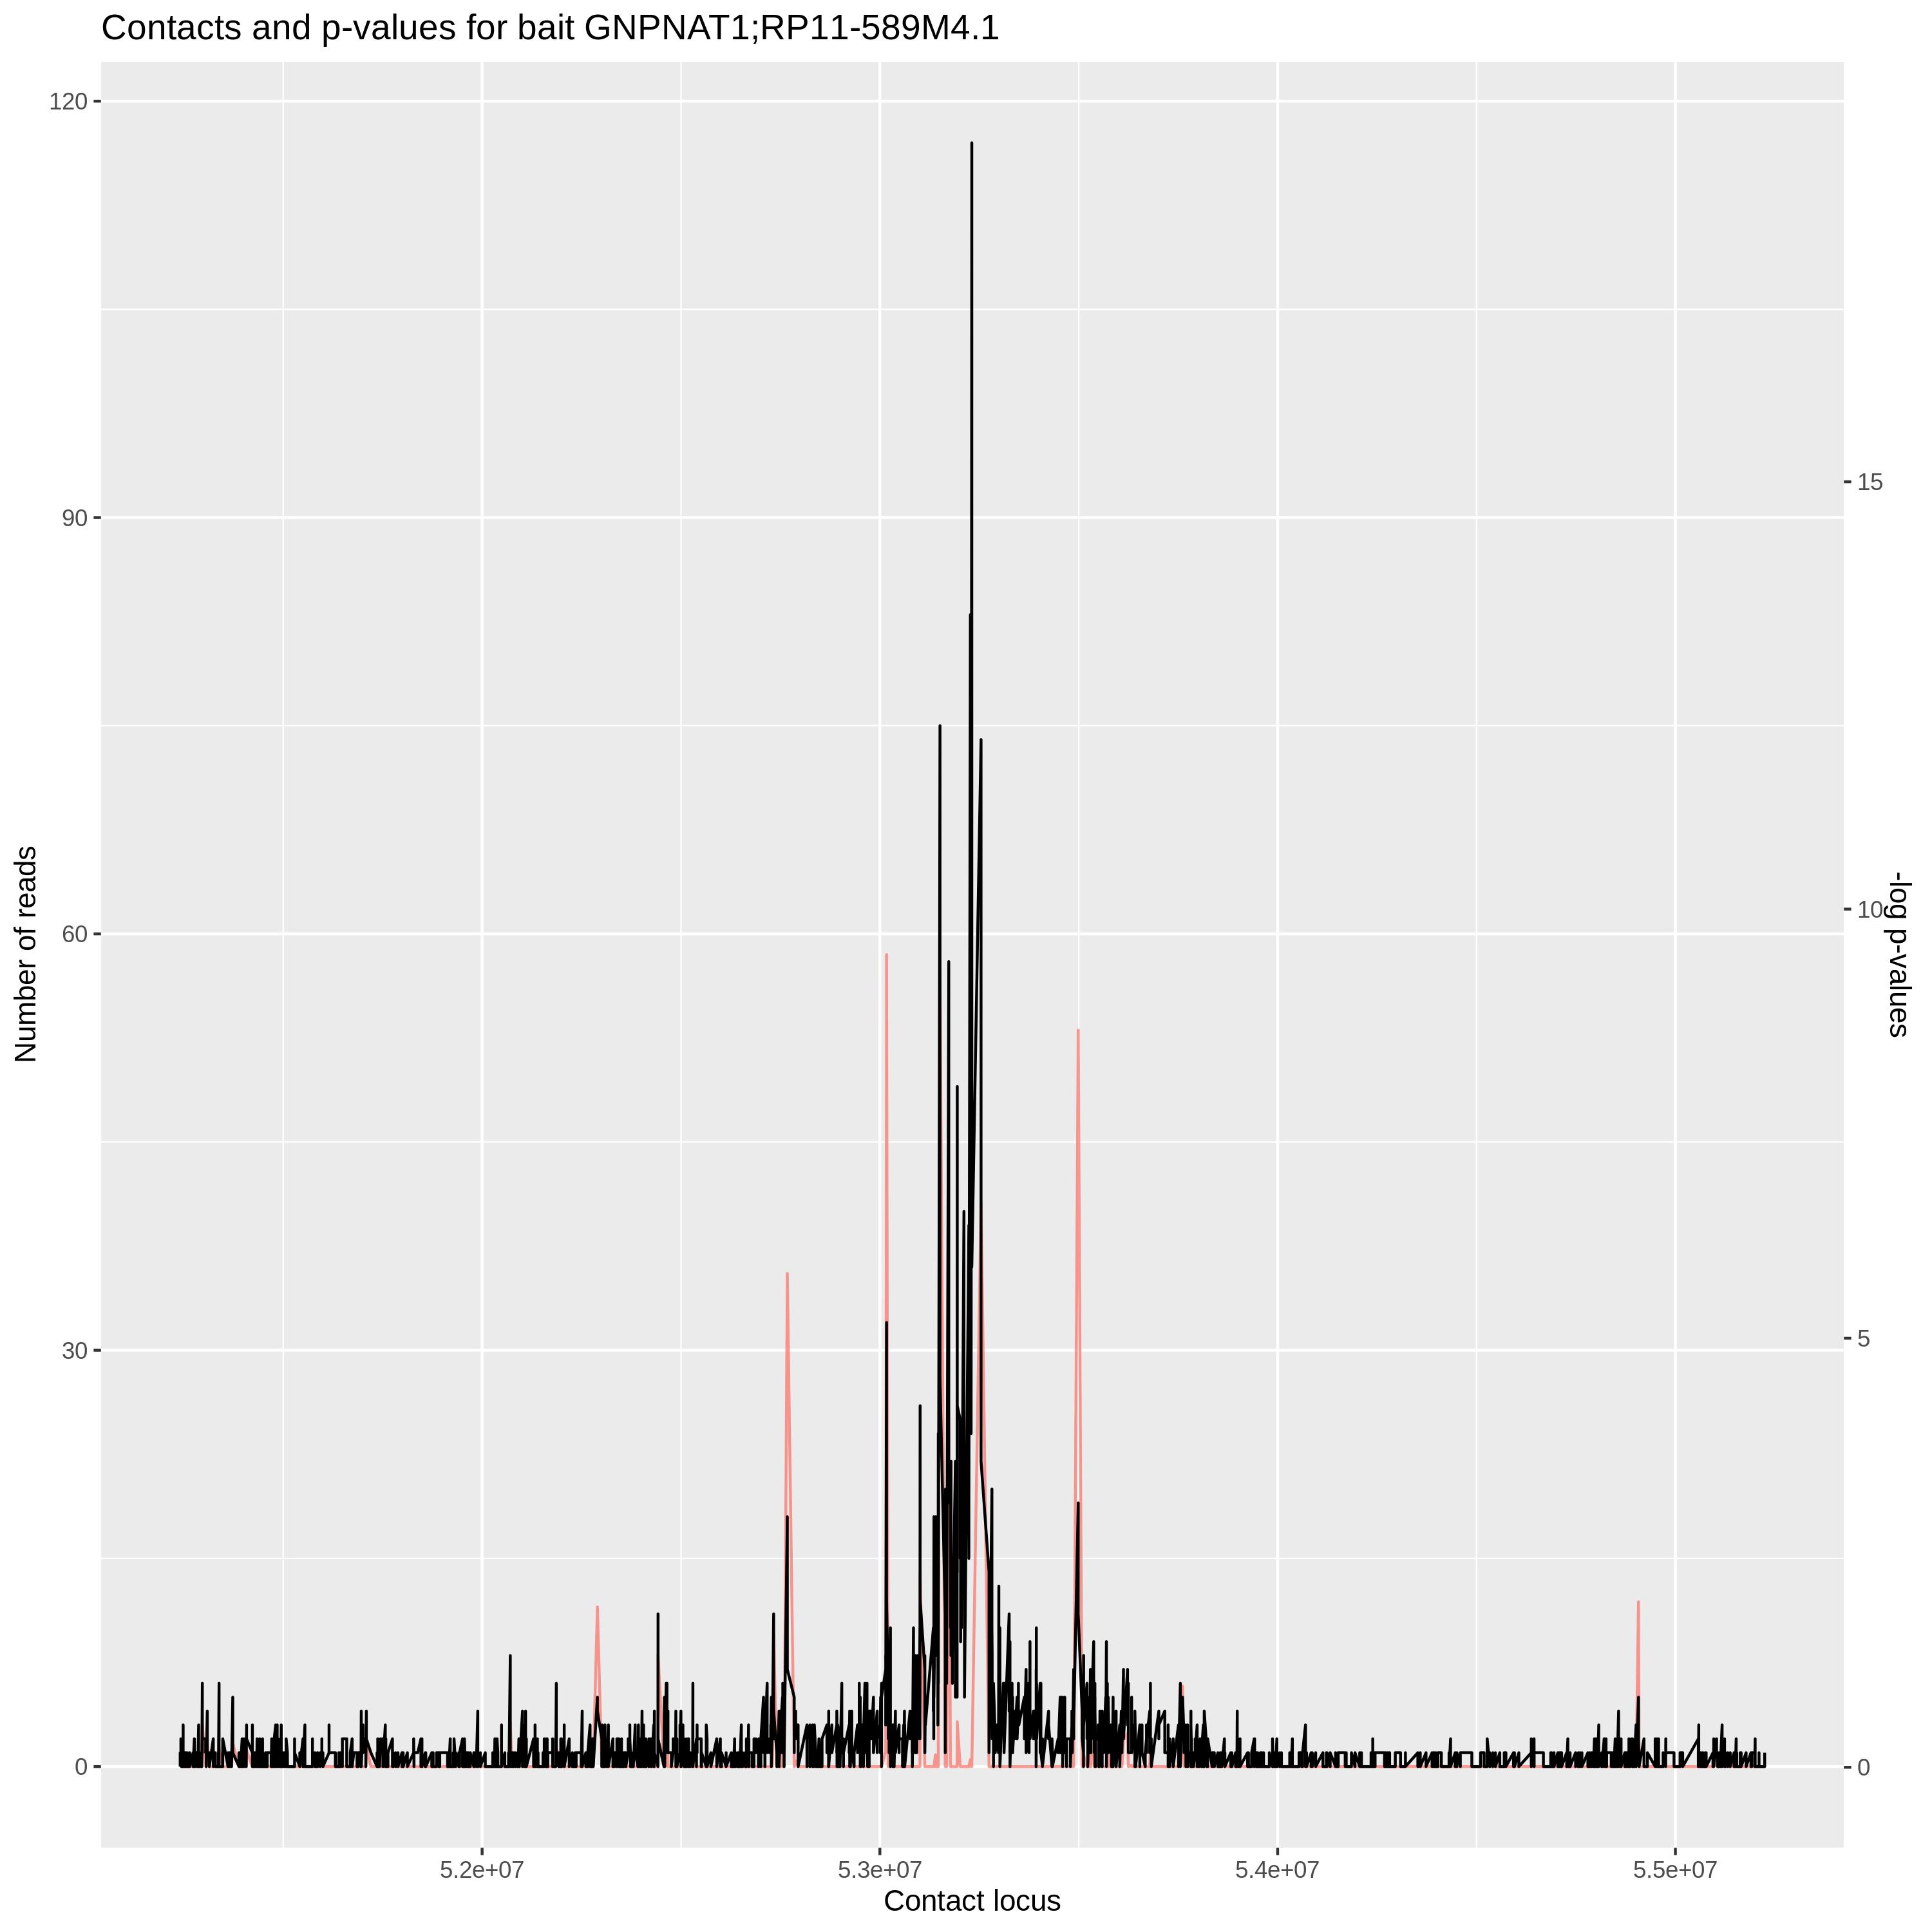 Contacts and p-values for bait GNPNAT1;RP11-589M4.1
120
90
60
30
0
Number of reads
15
10
5
0
-log p-values
5.2e+07
5.3e+07
5.4e+07
5.5e+07
Contact locus